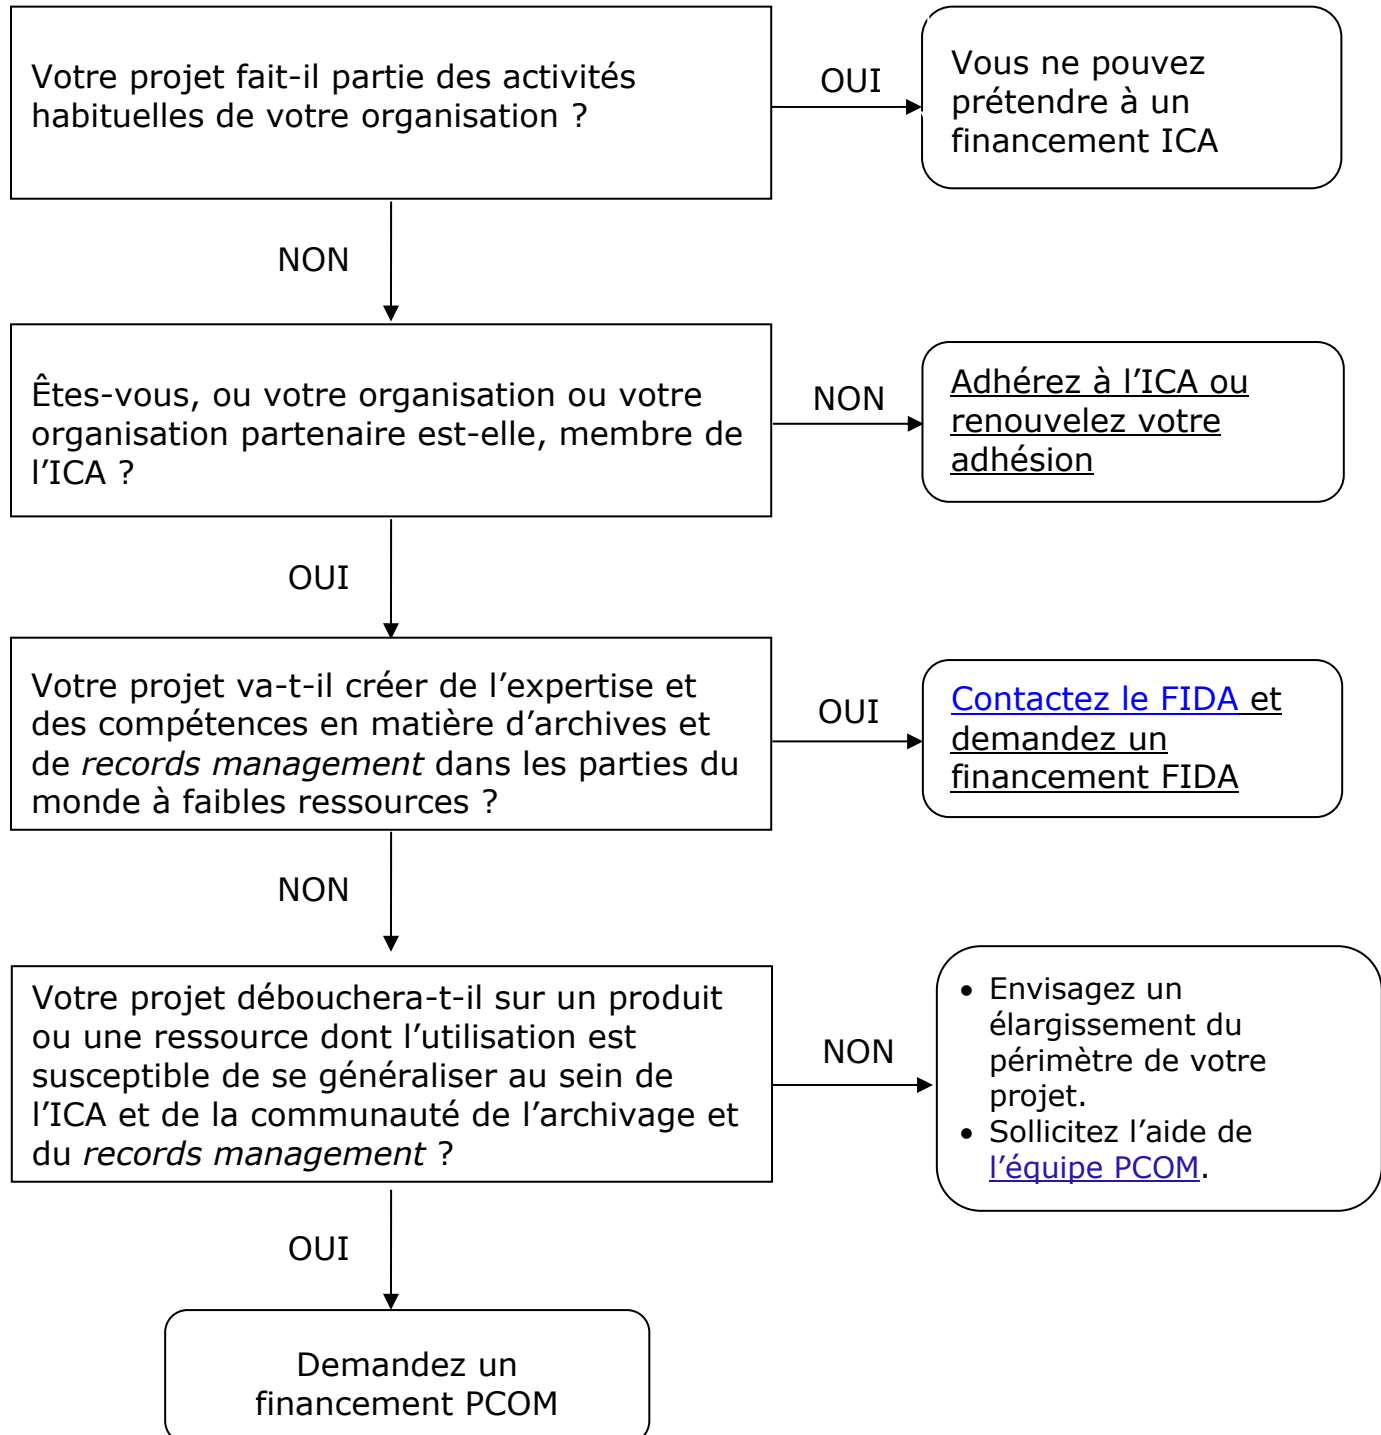 Votre projet fait-il partie des activités
habituelles de votre organisation ?
OUI
Vous ne pouvez
prétendre à un
financement ICA
NON
Êtes-vous, ou votre organisation ou votre
organisation partenaire est-elle, membre de
l’ICA ?
NON
Adhérez à l’ICA ou
renouvelez votre
adhésion
OUI
Votre projet va-t-il créer de l’expertise et
des compétences en matière d’archives et
de records management dans les parties du
monde à faibles ressources ?
OUI
Contactez le FIDA et
demandez un
financement FIDA
NON
Votre projet débouchera-t-il sur un produit
ou une ressource dont l’utilisation est
susceptible de se généraliser au sein de
l’ICA et de la communauté de l’archivage et
du records management ?
NON
• Envisagez un
élargissement du
périmètre de votre
projet.
• Sollicitez l’aide de
l’équipe PCOM.
OUI
Demandez un
financement PCOM